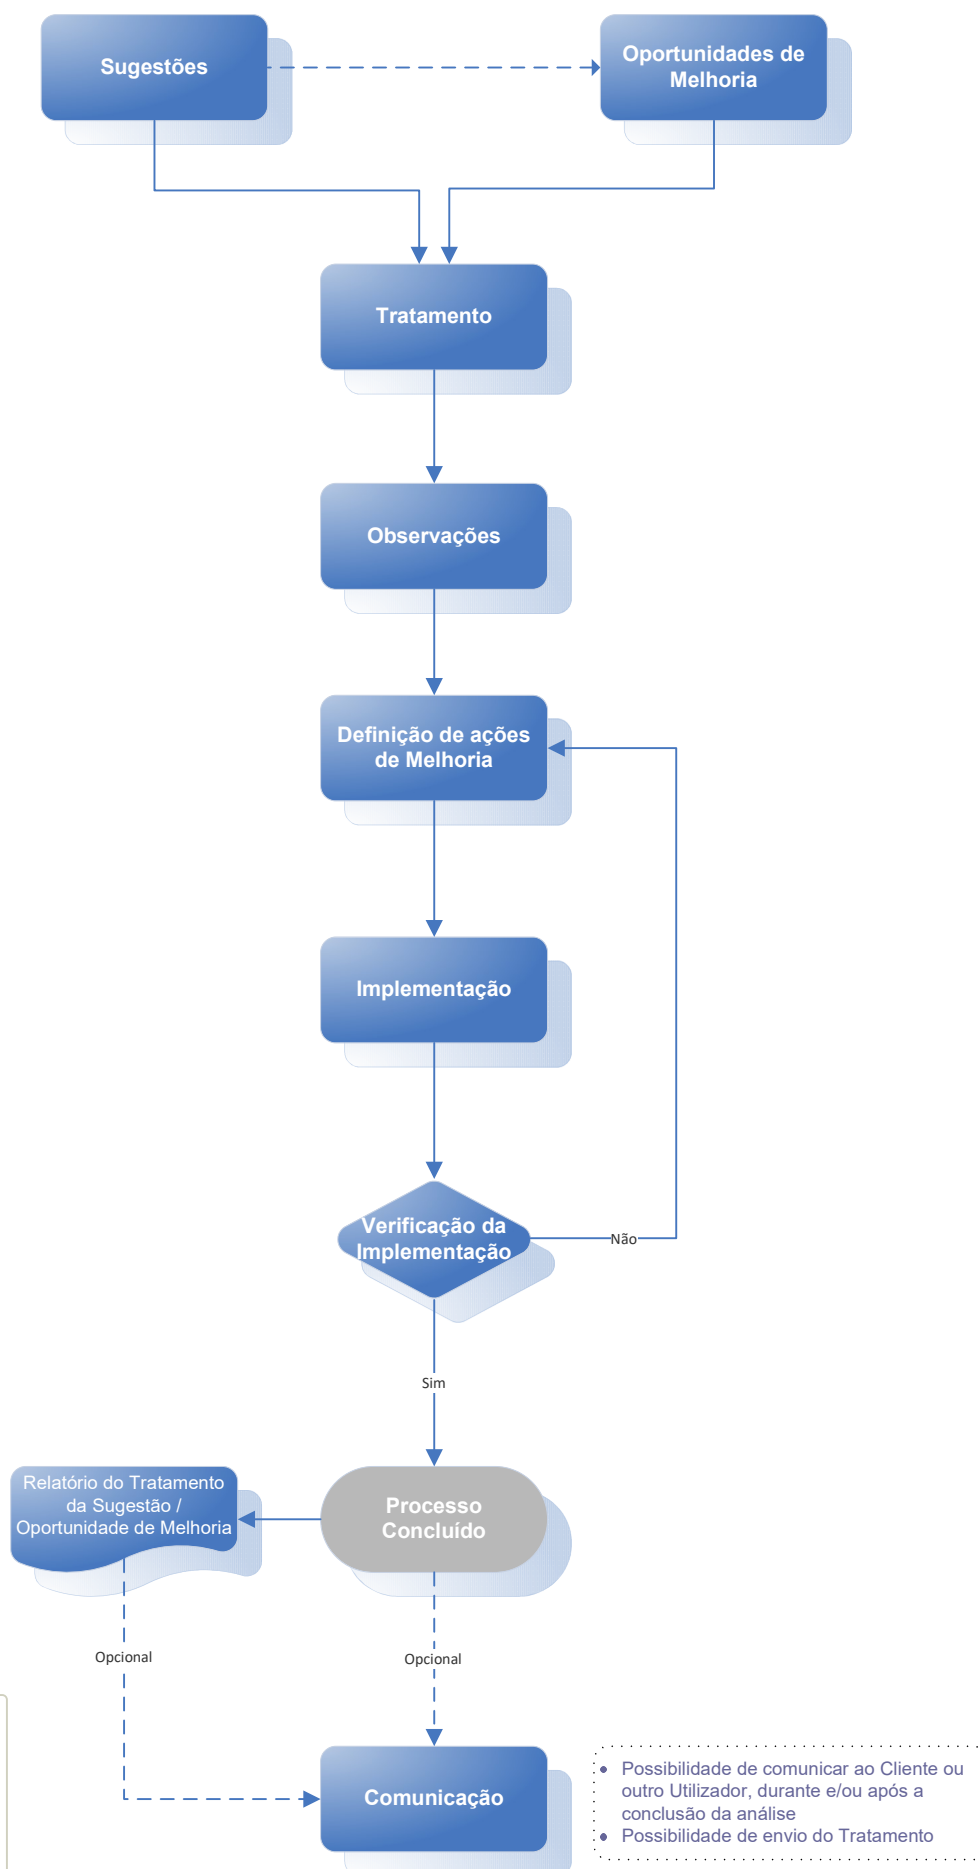 Sugestões
Oportunidades de
Melhoria
Tratamento
Observações
Definição de ações
de Melhoria
Implementação
Verificação da
Implementação
Não
Sim
Relatório do Tratamento
da Sugestão /
Oportunidade de Melhoria
Processo
Concluído
Opcional
Opcional
Comunicação
• Possibilidade de comunicar ao Cliente ou
outro Utilizador, durante e/ou após a
conclusão da análise
• Possibilidade de envio do Tratamento